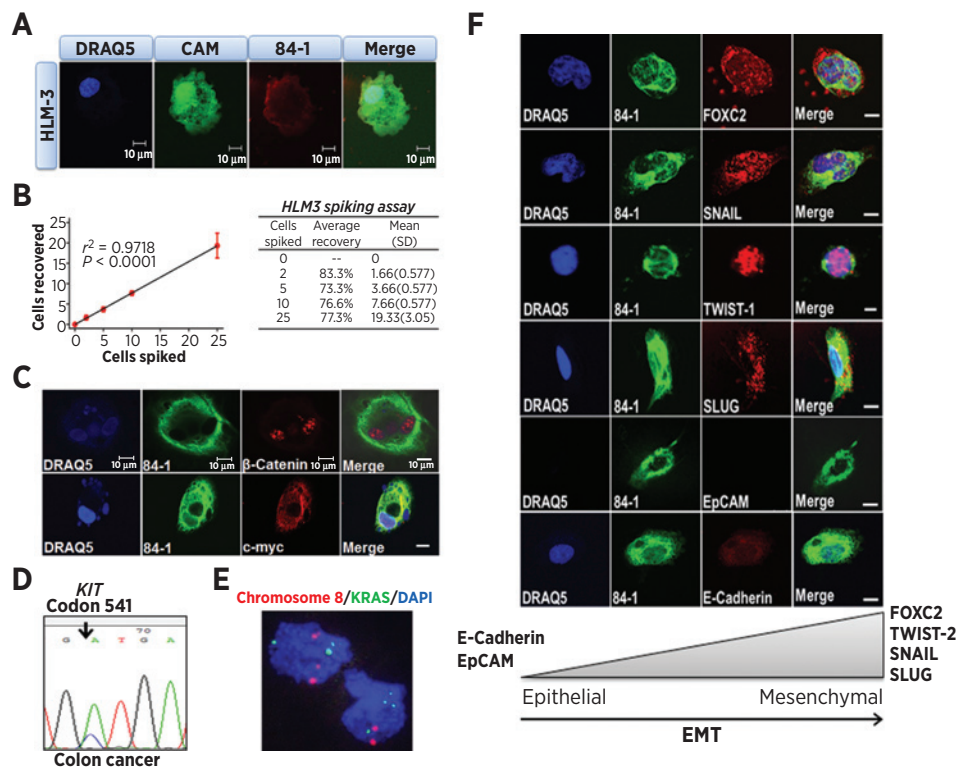 A
DRAQ5 CAM 84-1 Merge
HLM-3
10 μm 10 μm 10 μm 10 μm
B
Cells recovered
25
20
15
10
5
0
r² = 0.9718
P < 0.0001
0 5 10 15 20 25
Cells spiked
HLM3 spiking assay
Cells spiked Average recovery Mean (SD)
0 -- 0
2 83.3% 1.66(0.577)
5 73.3% 3.66(0.577)
10 76.6% 7.66(0.577)
25 77.3% 19.33(3.05)
C
10 μm 10 μm 10 μm 10 μm
DRAQ5 84-1 β-Catenin Merge
DRAQ5 84-1 c-myc Merge
D
KIT
Codon 541
70
G A T G A
Colon cancer
E
Chromosome 8/KRAS/DAPI
F
DRAQ5 84-1 FOXC2 Merge
DRAQ5 84-1 SNAIL Merge
DRAQ5 84-1 TWIST-1 Merge
DRAQ5 84-1 SLUG Merge
DRAQ5 84-1 EpCAM Merge
DRAQ5 84-1 E-Cadherin Merge
E-Cadherin
EpCAM
FOXC2
TWIST-2
SNAIL
SLUG
Epithelial Mesenchymal
EMT